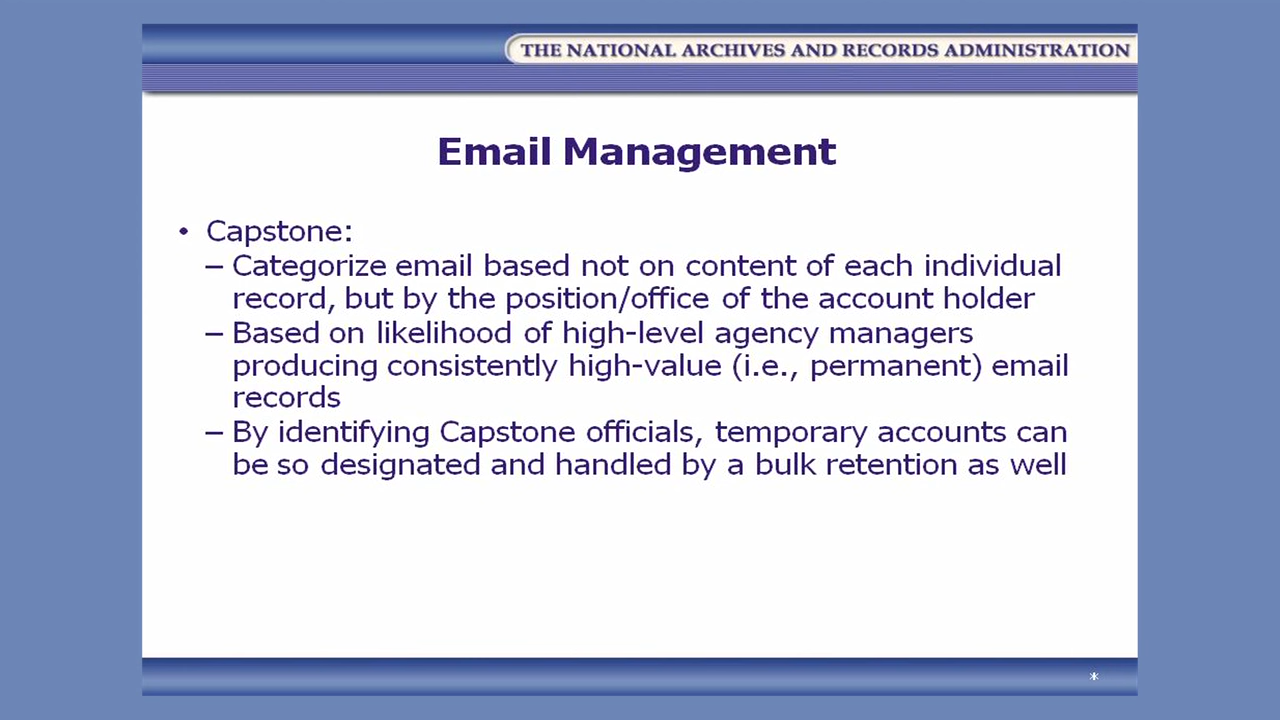 THE NATIONAL ARCHIVES AND RECORDS ADMINISTRATION
Email Management
• Capstone:
– Categorize email based not on content of each individual
record, but by the position/office of the account holder
– Based on likelihood of high-level agency managers
producing consistently high-value (i.e., permanent) email
records
– By identifying Capstone officials, temporary accounts can
be so designated and handled by a bulk retention as well
*